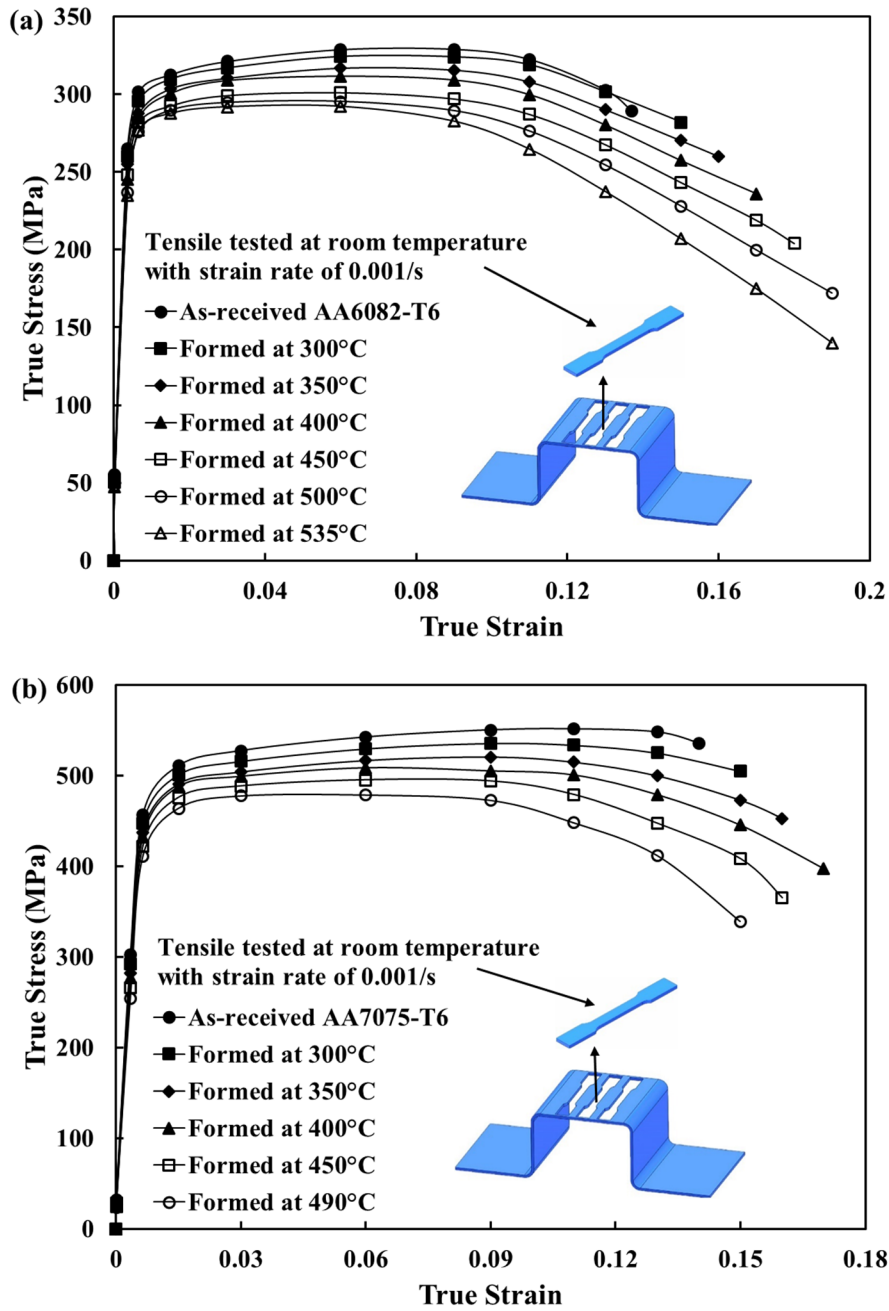 (a)
350
300
250
200
150
100
50
0
True Stress (MPa)
Tensile tested at room temperature
with strain rate of 0.001/s
As-received AA6082-T6
Formed at 300°C
Formed at 350°C
Formed at 400°C
Formed at 450°C
Formed at 500°C
Formed at 535°C
0 0.04 0.08 0.12 0.16 0.2
True Strain
(b)
600
500
400
300
200
100
0
True Stress (MPa)
Tensile tested at room temperature
with strain rate of 0.001/s
As-received AA7075-T6
Formed at 300°C
Formed at 350°C
Formed at 400°C
Formed at 450°C
Formed at 490°C
0 0.03 0.06 0.09 0.12 0.15 0.18
True Strain